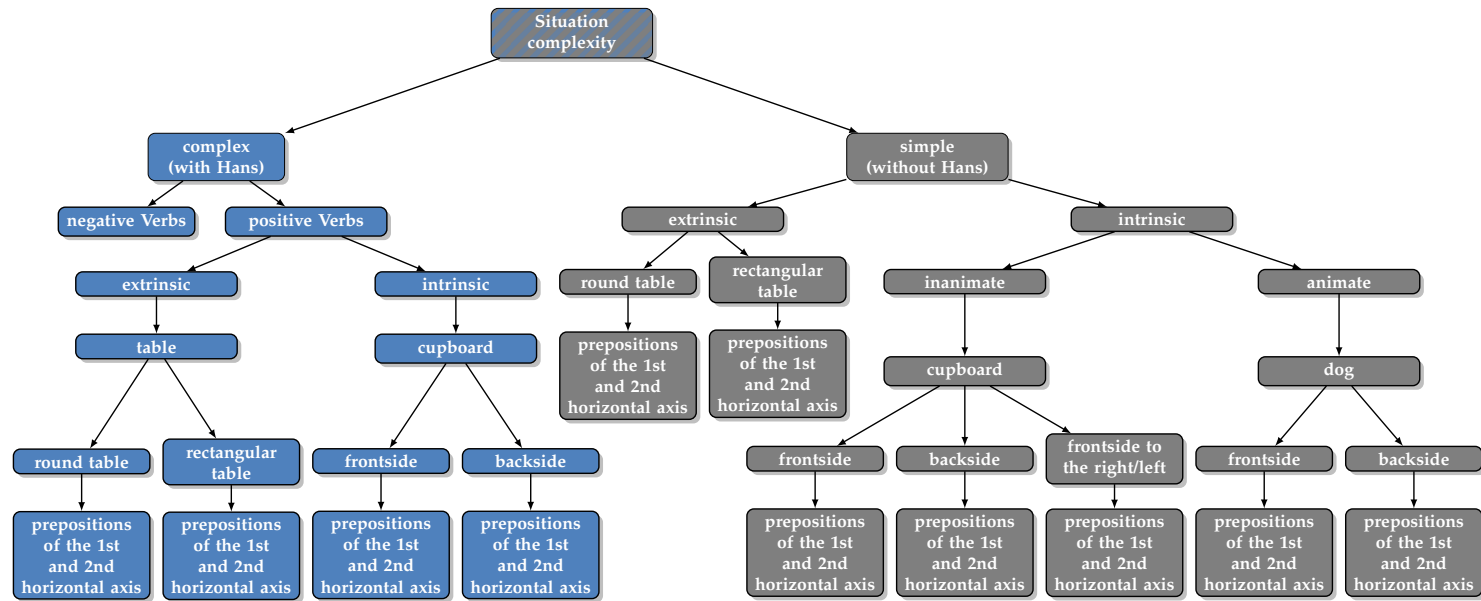 Situation
complexity
complex
(with Hans)
simple
(without Hans)
negative Verbs
positive Verbs
extrinsic
intrinsic
extrinsic
intrinsic
round table
rectangular
table
inanimate
animate
table
cupboard
prepositions
of the 1st
and 2nd
horizontal axis
prepositions
of the 1st
and 2nd
horizontal axis
cupboard
dog
round table
rectangular
table
frontside
backside
frontside
backside
frontside to
the right/left
frontside
backside
prepositions
of the 1st
and 2nd
horizontal axis
prepositions
of the 1st
and 2nd
horizontal axis
prepositions
of the 1st
and 2nd
horizontal axis
prepositions
of the 1st
and 2nd
horizontal axis
prepositions
of the 1st
and 2nd
horizontal axis
prepositions
of the 1st
and 2nd
horizontal axis
prepositions
of the 1st
and 2nd
horizontal axis
prepositions
of the 1st
and 2nd
horizontal axis
prepositions
of the 1st
and 2nd
horizontal axis